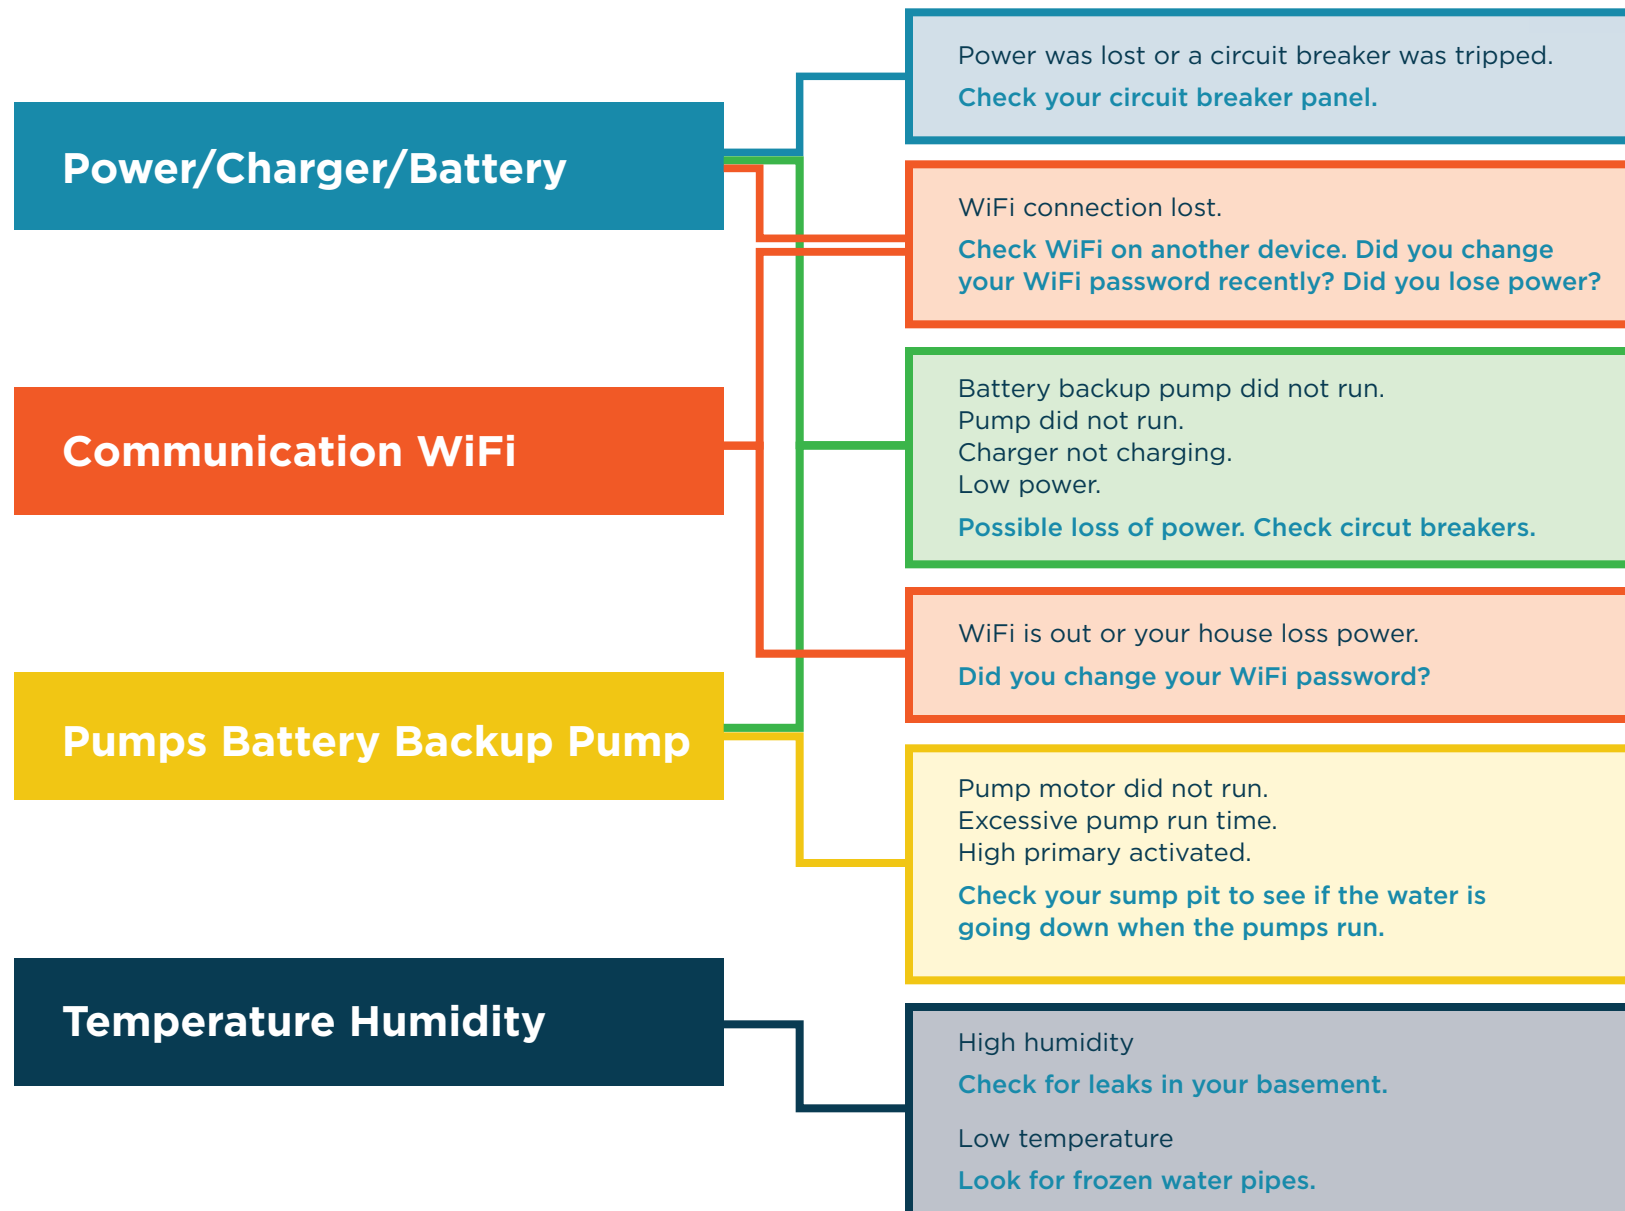 Power/Charger/Battery
Communication WiFi
Pumps Battery Backup Pump
Temperature Humidity
Power was lost or a circuit breaker was tripped.
Check your circuit breaker panel.
WiFi connection lost.
Check WiFi on another device. Did you change
your WiFi password recently? Did you lose power?
Battery backup pump did not run.
Pump did not run.
Charger not charging.
Low power.
Possible loss of power. Check circut breakers.
WiFi is out or your house loss power.
Did you change your WiFi password?
Pump motor did not run.
Excessive pump run time.
High primary activated.
Check your sump pit to see if the water is
going down when the pumps run.
High humidity
Check for leaks in your basement.
Low temperature
Look for frozen water pipes.